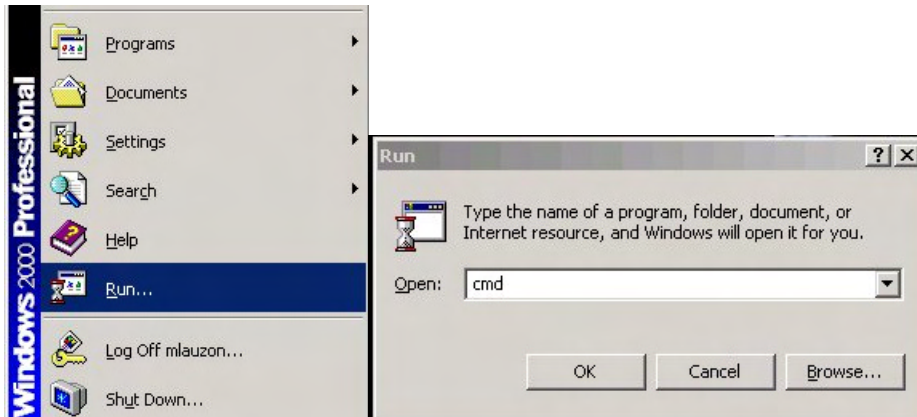 Windows 2000 Professional
Programs
Documents
Settings
Search
Help
Run...
Log Off mlauzon...
Shut Down...
Run
Type the name of a program, folder, document, or
Internet resource, and Windows will open it for you.
Open:
cmd
OK
Cancel
Browse...